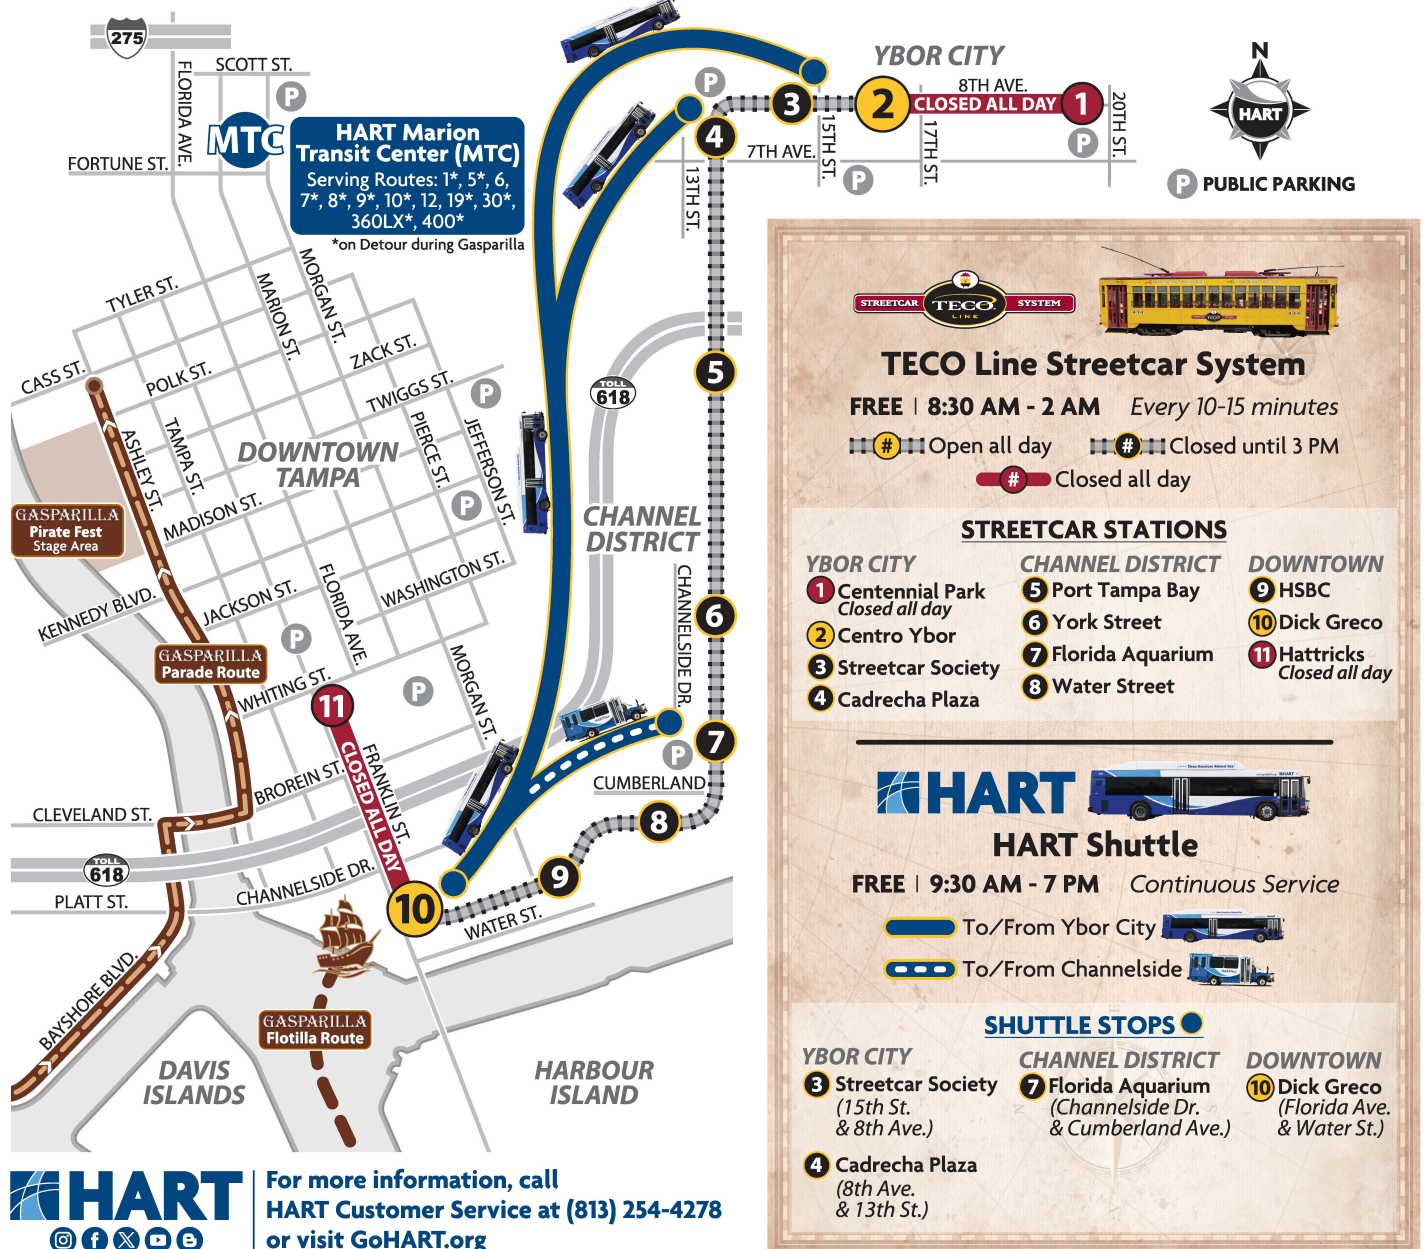 275
SCOTT ST.
FLORIDA AVE.
P
MTC
FORTUNE ST.
HART Marion
Transit Center (MTC)
Serving Routes: 1*, 5*, 6,
7*, 8*, 9*, 10*, 12, 19*, 30*,
360LX*, 400*
*on Detour during Gasparilla
YBOR CITY
8TH AVE.
P
3
2
CLOSED ALL DAY
1
4
7TH AVE.
13TH ST.
15TH ST.
17TH ST.
20TH ST.
P
P
N
HART
P PUBLIC PARKING
TYLER ST.
MARION ST.
MORGAN ST.
CASS ST.
POLK ST.
ZACK ST.
TWIGGS ST.
P
TOLL
618
5
ASHLEY ST.
TAMPA ST.
PIERCE ST.
JEFFERSON ST.
DOWNTOWN
TAMPA
MADISON ST.
P
GASPARILLA
Pirate Fest
Stage Area
CHANNEL
DISTRICT
KENNEDY BLVD.
JACKSON ST.
FLORIDA AVE.
WASHINGTON ST.
CHANNELSIDE DR.
6
P
GASPARILLA
Parade Route
WHITING ST.
11
P
MORGAN ST.
7
P
CLOSED ALL DAY
FRANKLIN ST.
BROREIN ST.
CUMBERLAND
CLEVELAND ST.
8
TOLL
618
CHANNELSIDE DR.
9
PLATT ST.
10
WATER ST.
BAYSHORE BLVD.
GASPARILLA
Flotilla Route
DAVIS
ISLANDS
HARBOUR
ISLAND
HART
For more information, call
HART Customer Service at (813) 254-4278
or visit GoHART.org
STREETCAR TECO SYSTEM
LINE
TECO Line Streetcar System
FREE | 8:30 AM - 2 AM Every 10-15 minutes
# Open all day # Closed until 3 PM
# Closed all day
STREETCAR STATIONS
YBOR CITY
1 Centennial Park
Closed all day
2 Centro Ybor
3 Streetcar Society
4 Cadrecha Plaza
CHANNEL DISTRICT
5 Port Tampa Bay
6 York Street
7 Florida Aquarium
8 Water Street
DOWNTOWN
9 HSBC
10 Dick Greco
11 Hattricks
Closed all day
HART
HART Shuttle
FREE | 9:30 AM - 7 PM Continuous Service
To/From Ybor City
To/From Channelside
SHUTTLE STOPS
YBOR CITY
3 Streetcar Society
(15th St.
& 8th Ave.)
4 Cadrecha Plaza
(8th Ave.
& 13th St.)
CHANNEL DISTRICT
7 Florida Aquarium
(Channelside Dr.
& Cumberland Ave.)
DOWNTOWN
10 Dick Greco
(Florida Ave.
& Water St.)